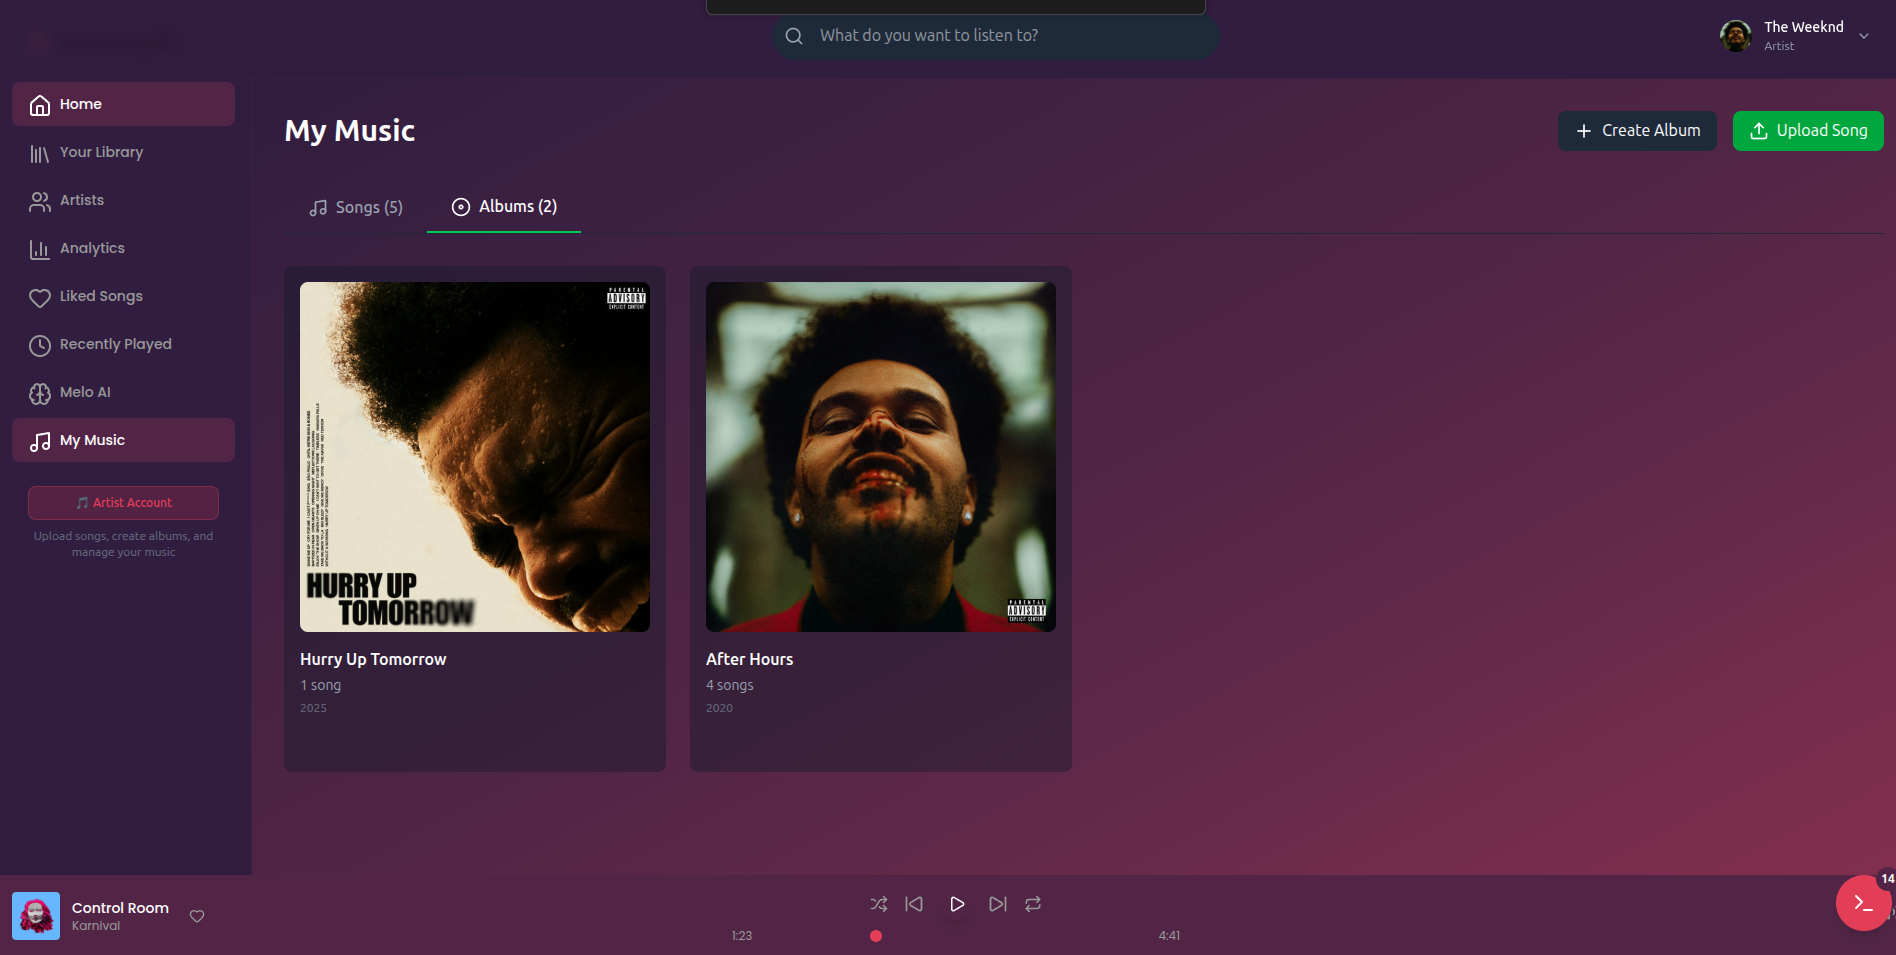 What do you want to listen to?
The Weeknd
Artist
Home
Your Library
Artists
Analytics
Liked Songs
Recently Played
Melo AI
My Music
🎵 Artist Account
Upload songs, create albums, and
manage your music
My Music
Create Album
Upload Song
Songs (5)
Albums (2)
PARENTAL
ADVISORY
EXPLICIT CONTENT
HURRY UP
TOMORROW
Hurry Up Tomorrow
1 song
2025
PARENTAL
ADVISORY
EXPLICIT CONTENT
After Hours
4 songs
2020
Control Room
Karnival
1:23
4:41
14